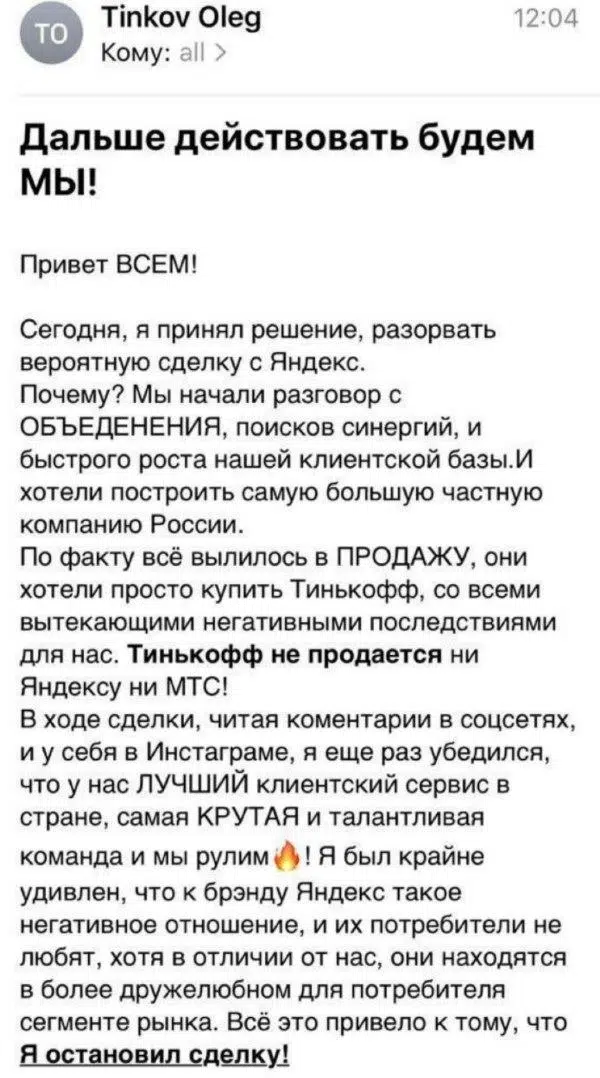 TO
Tinkov Oleg
12:04
Кому: all >
Дальше действовать будем
МЫ!
Привет ВСЕМ!
Сегодня, я принял решение, разорвать
вероятную сделку с Яндекс.
Почему? Мы начали разговор с
ОБЪЕДЕНЕНИЯ, поисков синергий, и
быстрого роста нашей клиентской базы.И
хотели построить самую большую частную
компанию России.
По факту всё вылилось в ПРОДАЖУ, они
хотели просто купить Тинькофф, со всеми
вытекающими негативными последствиями
для нас. Тинькофф не продается ни
Яндексу ни МТС!
В ходе сделки, читая коментарии в соцсетях,
и у себя в Инстаграме, я еще раз убедился,
что у нас ЛУЧШИЙ клиентский сервис в
стране, самая КРУТАЯ и талантливая
команда и мы рулим🔥! Я был крайне
удивлен, что к брэнду Яндекс такое
негативное отношение, и их потребители не
любят, хотя в отличии от нас, они находятся
в более дружелюбном для потребителя
сегменте рынка. Всё это привело к тому, что
Я остановил сделку!